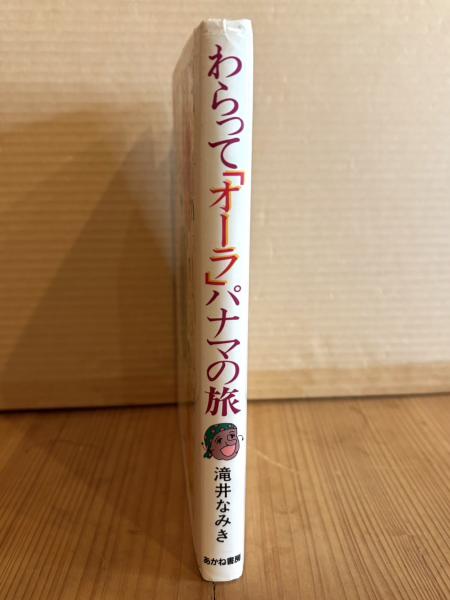 わらって「オーラ」パナマの旅
滝井なみき
あかね書房